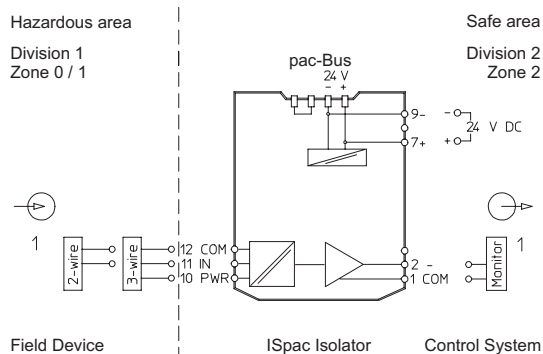 Hazardous area
Safe area
Division 1
Zone 0 / 1
Division 2
Zone 2
pac-Bus
24 V
- +
9-
7+
-
+
24 V DC
1
1
2-wire
3-wire
12 COM
11 IN
10 PWR
2 -
1 COM
Monitor
Field Device
ISpac Isolator
Control System